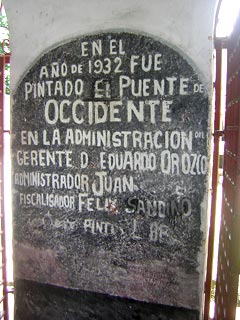 EN EL
AÑO DE 1932 FUE
PINTADO EL PUENTE DE
OCCIDENTE
EN LA ADMINISTRACION DEL
GERENTE D. EDUARDO OROZCO
ADMINISTRADOR JUAN
FISCALISADOR FELIX SANDINO